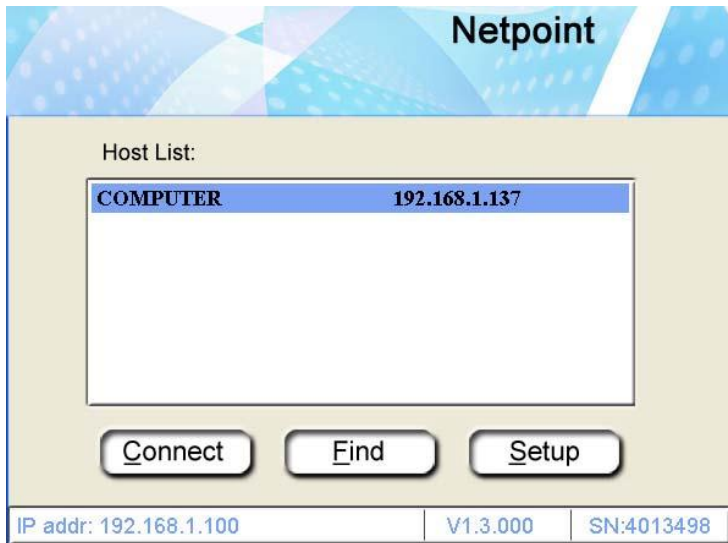 Netpoint
Host List:
COMPUTER 192.168.1.137
Connect Find Setup
IP addr: 192.168.1.100 V1.3.000 SN:4013498